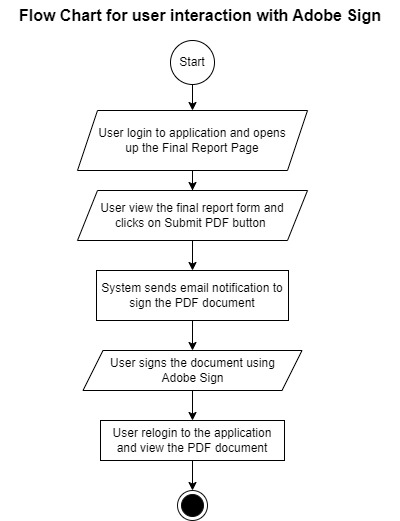 Flow Chart for user interaction with Adobe Sign
Start
User login to application and opens
up the Final Report Page
User view the final report form and
clicks on Submit PDF button
System sends email notification to
sign the PDF document
User signs the document using
Adobe Sign
User relogin to the application
and view the PDF document